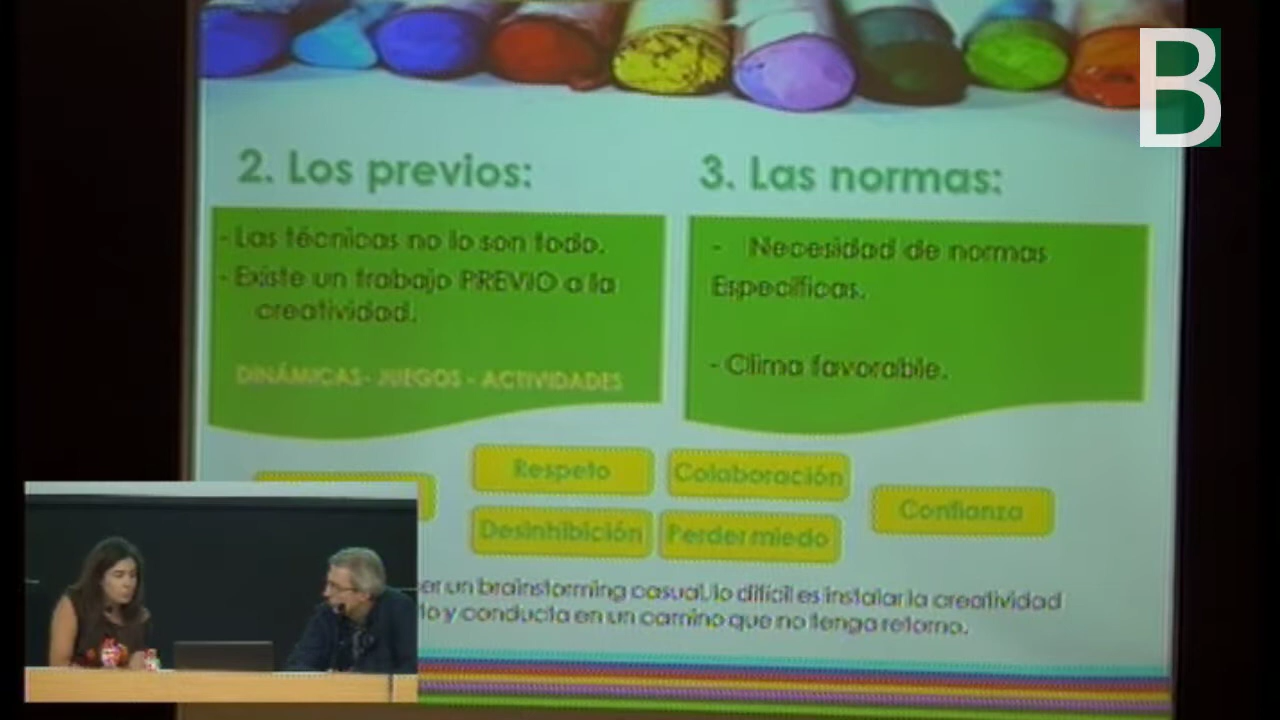 B
2. Los previos:
- Las técnicas no lo son todo.
- Existe un trabajo PREVIO a la
creatividad.
DINÁMICAS- JUEGOS - ACTIVIDADES
3. Las normas:
- Necesidad de normas
Específicas.
- Clima favorable.
Respeto
Colaboración
Confianza
Desinhibición
Perder miedo
un brainstorming casual, lo difícil es instalar la creatividad
y conducta en un camino que no tenga retorno.